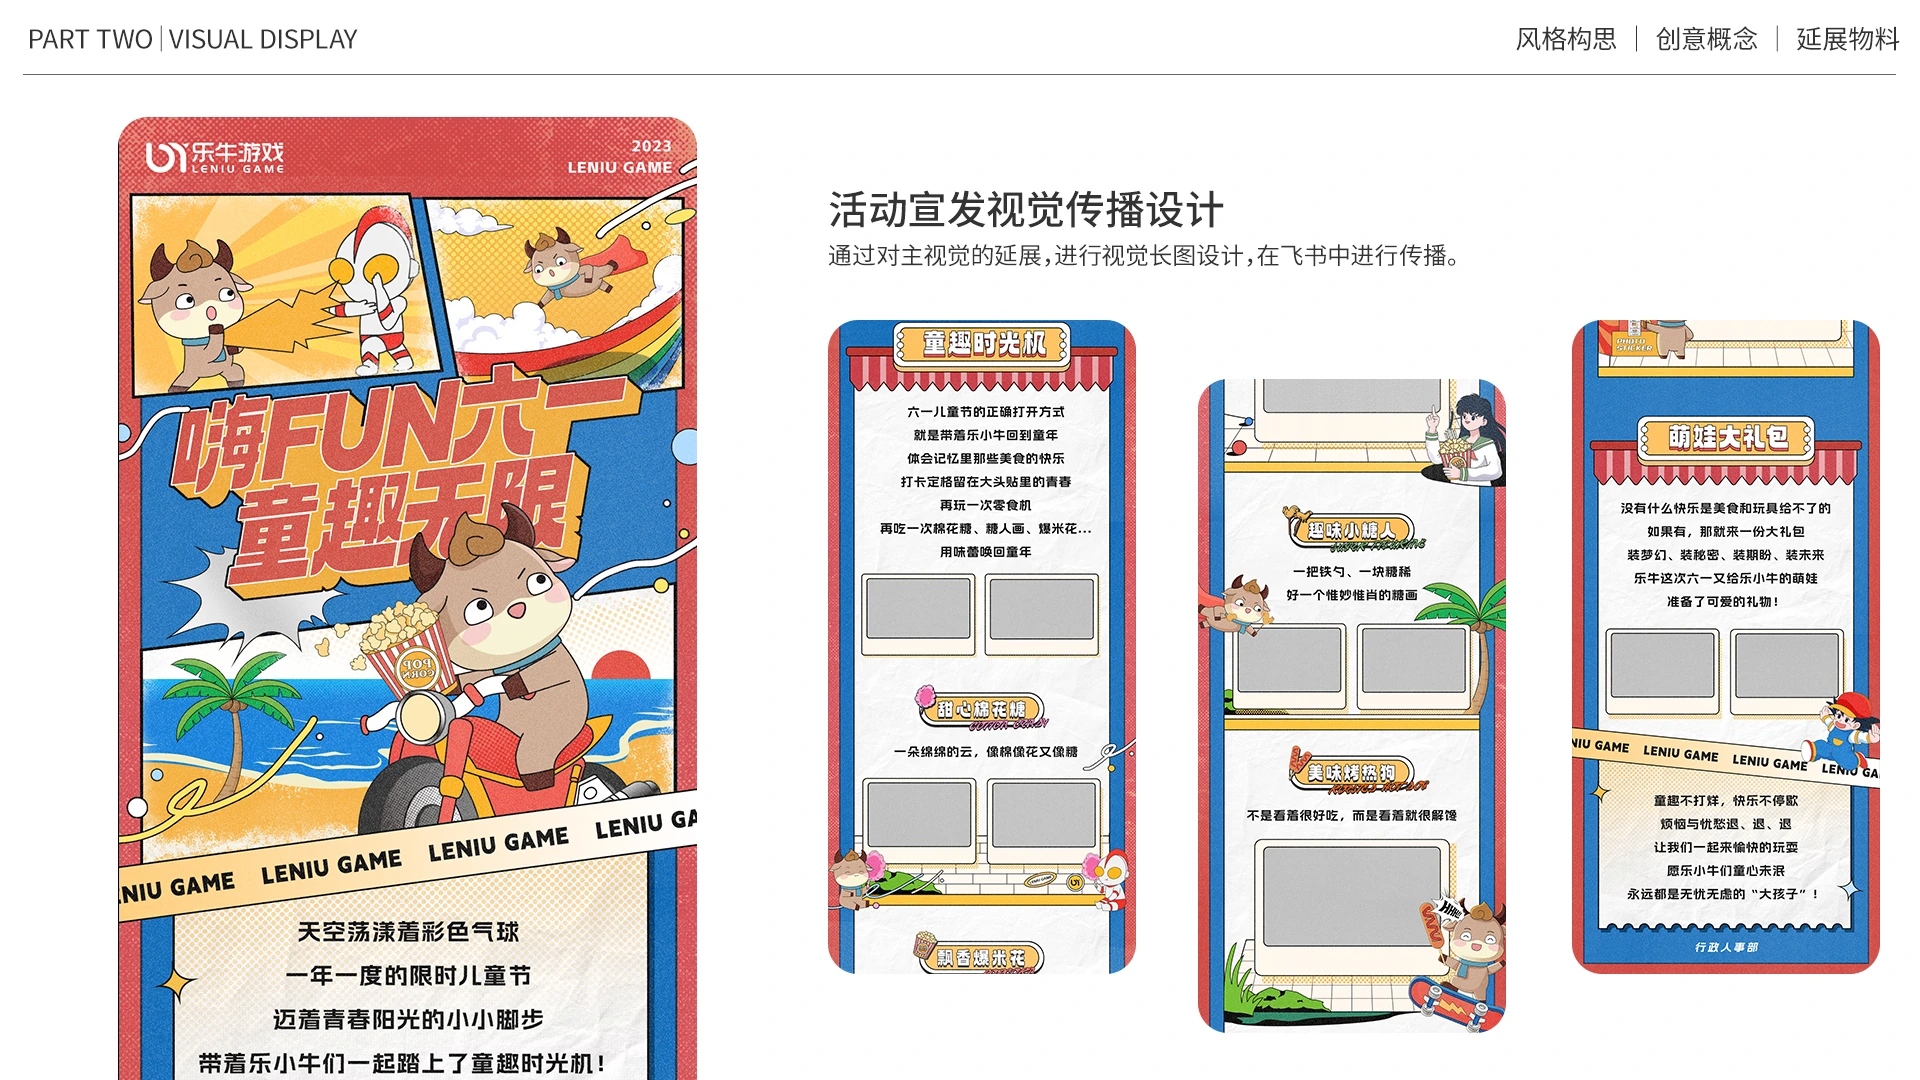 PART TWO | VISUAL DISPLAY
风格构思 | 创意概念 | 延展物料
乐牛游戏
LENIU GAME
2023
LENIU GAME
嗨FUN六一
童趣无限
POP
CORN
NIU GAME LENIU GAME LENIU GAME LENIU GA
天空荡漾着彩色气球
一年一度的限时儿童节
迈着青春阳光的小小脚步
带着乐小牛们一起踏上了童趣时光机！
活动宣发视觉传播设计
通过对主视觉的延展，进行视觉长图设计，在飞书中进行传播。
童趣时光机
六一儿童节的正确打开方式
就是带着乐小牛回到童年
体会记忆里那些美食的快乐
打卡定格留在大头贴里的青春
再玩一次零食机
再吃一次棉花糖、糖人画、爆米花...
用味蕾唤回童年
甜心棉花糖
一朵绵绵的云，像棉像花又像糖
飘香爆米花
趣味小糖人
一把铁勺、一块糖稀
好一个惟妙惟肖的糖画
美味烤热狗
不是看着很好吃，而是看着就很解馋
PHOTO
STICKER
萌娃大礼包
没有什么快乐是美食和玩具给不了的
如果有，那就来一份大礼包
装梦幻、装秘密、装期盼、装未来
乐牛这次六一又给乐小牛的萌娃
准备了可爱的礼物！
NIU GAME LENIU GAME LENIU GAME LENIU GA
童趣不打烊，快乐不停歇
烦恼与忧愁退、退、退
让我们一起来愉快的玩耍
愿乐小牛们童心未泯
永远都是无忧无虑的“大孩子”！
行政人事部